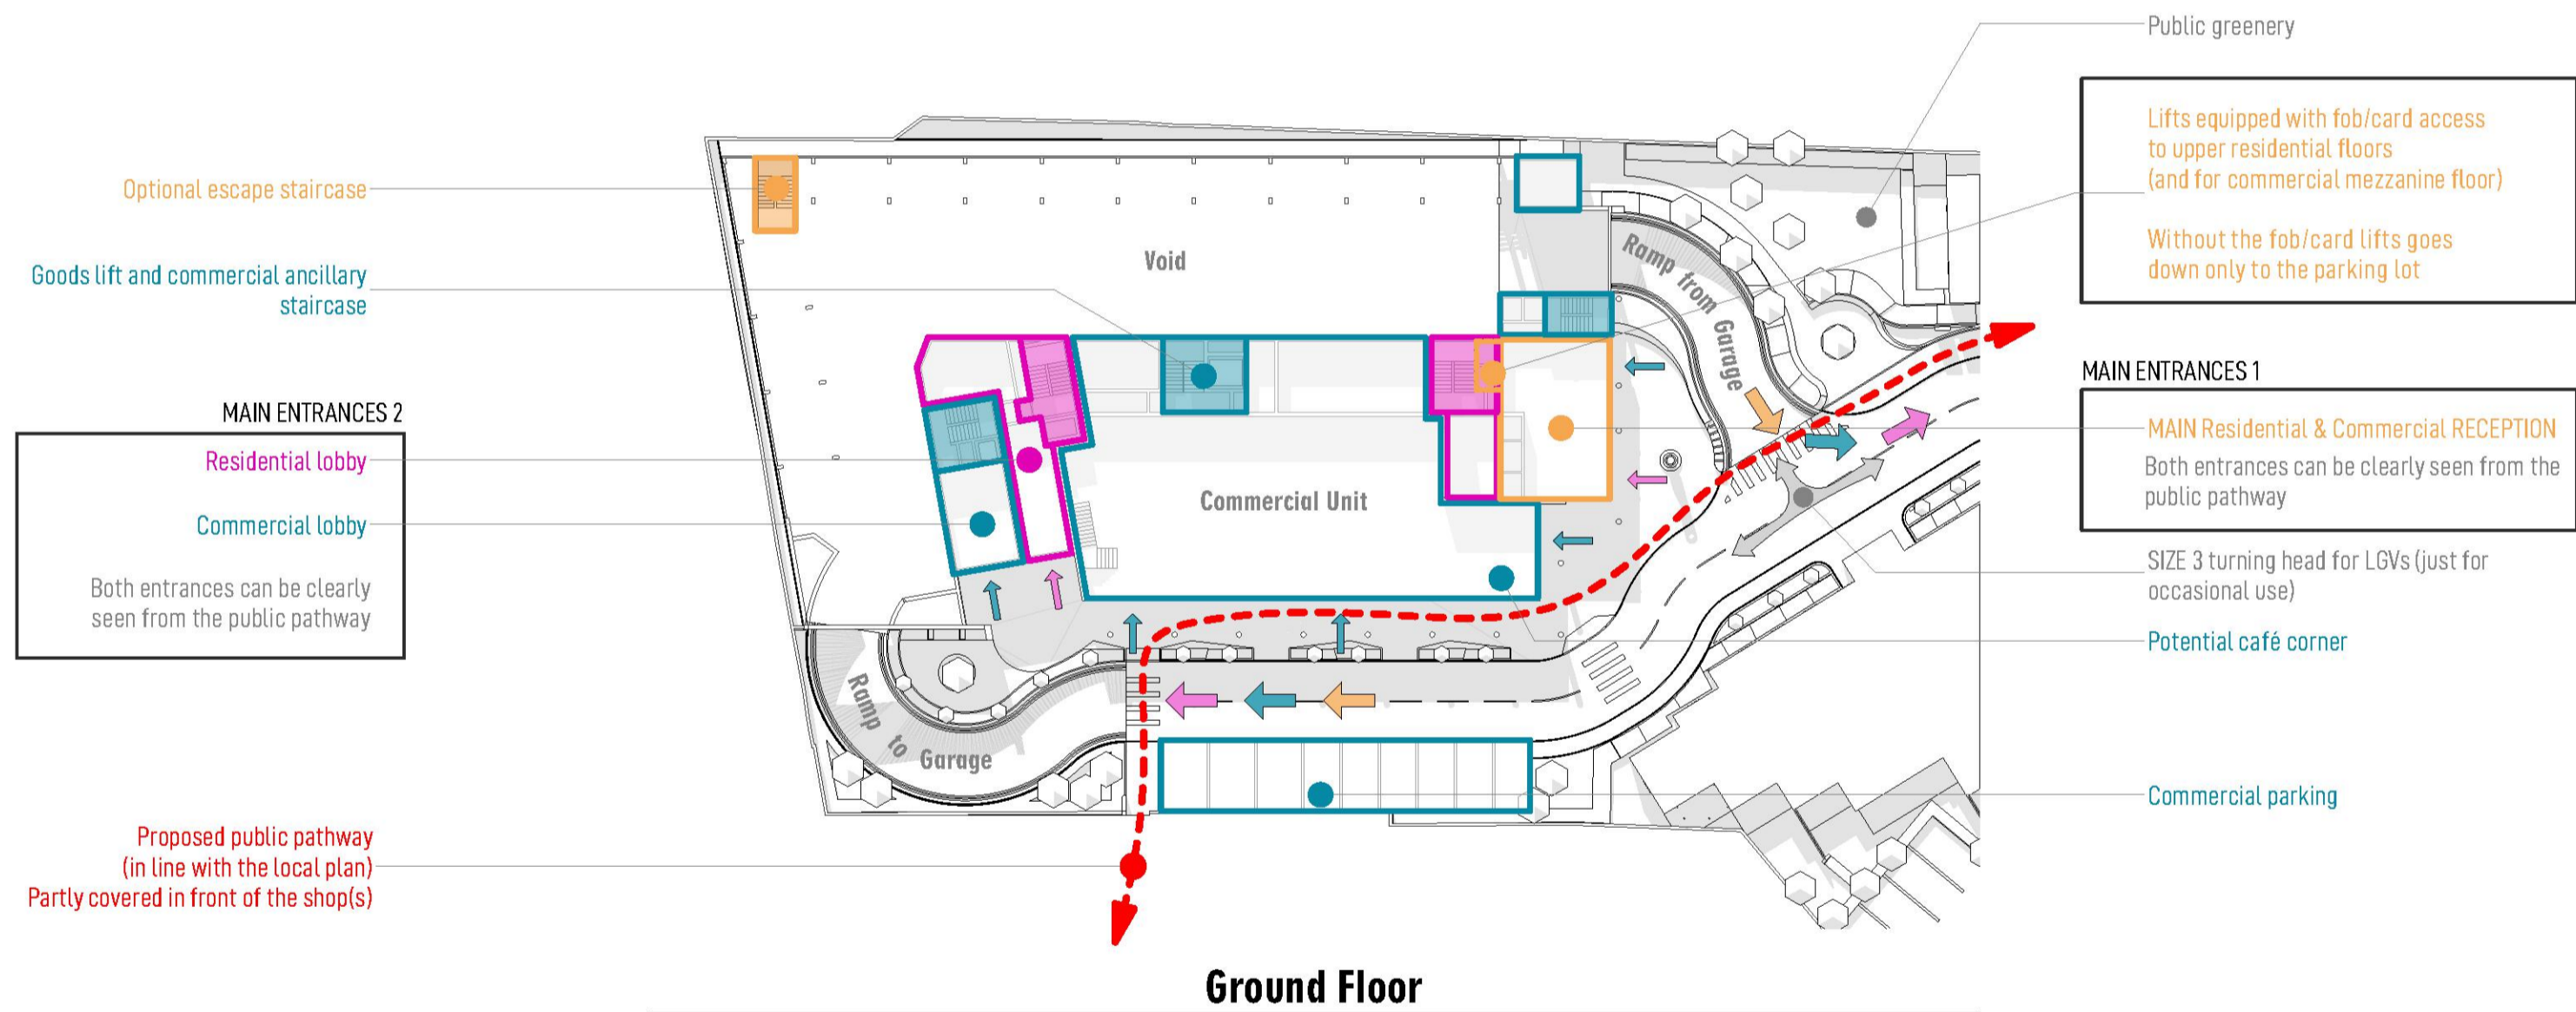 Public greenery
Lifts equipped with fob/card access
to upper residential floors
(and for commercial mezzanine floor)
Without the fob/card lifts goes
down only to the parking lot
Optional escape staircase
Goods lift and commercial ancillary
staircase
MAIN ENTRANCES 2
Residential lobby
Commercial lobby
Both entrances can be clearly
seen from the public pathway
Proposed public pathway
(in line with the local plan)
Partly covered in front of the shop(s)
Void
Commercial Unit
Ramp from Garage
Ramp to Garage
MAIN ENTRANCES 1
MAIN Residential & Commercial RECEPTION
Both entrances can be clearly seen from the
public pathway
SIZE 3 turning head for LGVs (just for
occasional use)
Potential café corner
Commercial parking
Ground Floor